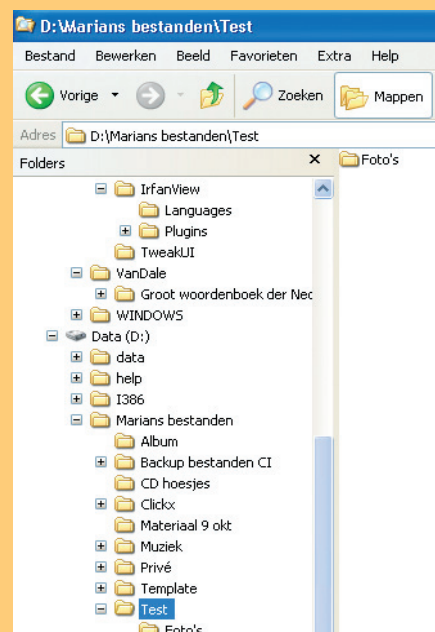 D:\Marians bestanden\Test
Bestand Bewerken Beeld Favorieten Extra Help
Vorige Zoeken Mappen
Adres D:\Marians bestanden\Test
Folders
Foto's
IrfanView
Languages
Plugins
TweakUI
VanDale
Groot woordenboek der Nec
WINDOWS
Data (D:)
data
help
I386
Marians bestanden
Album
Backup bestanden CI
CD hoesjes
Clickx
Materiaal 9 okt
Muziek
Privé
Template
Test
Foto's